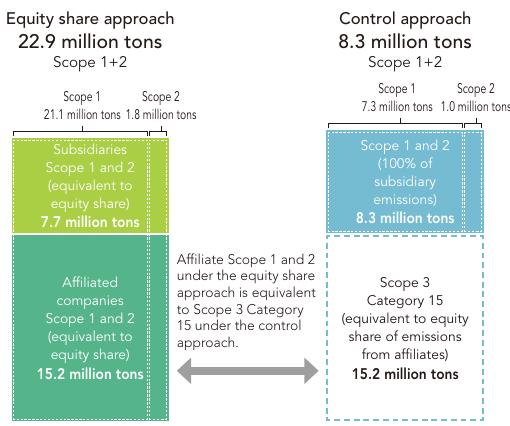 Equity share approach
22.9 million tons
Scope 1+2
Scope 1
21.1 million tons
Scope 2
1.8 million tons
Subsidiaries
Scope 1 and 2
(equivalent to
equity share)
7.7 million tons
Affiliated
companies
Scope 1 and 2
(equivalent to
equity share)
15.2 million tons
Affiliate Scope 1 and 2
under the equity share
approach is equivalent
to Scope 3 Category
15 under the control
approach.
Control approach
8.3 million tons
Scope 1+2
Scope 1
7.3 million tons
Scope 2
1.0 million tons
Scope 1 and 2
(100% of
subsidiary
emissions)
8.3 million tons
Scope 3
Category 15
(equivalent to equity
share of emissions
from affiliates)
15.2 million tons